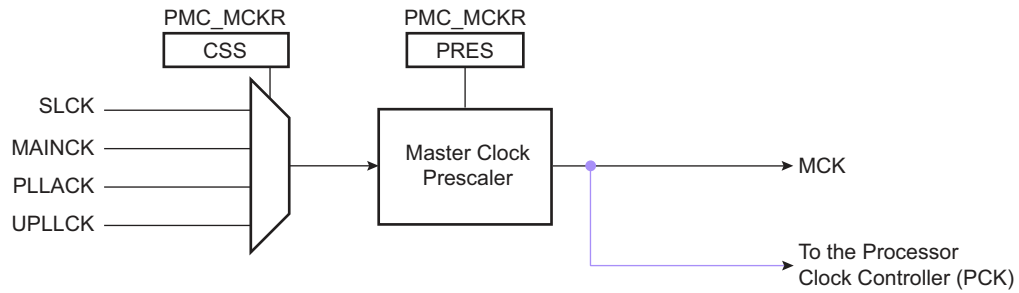 PMC_MCKR
CSS
PMC_MCKR
PRES
SLCK
MAINCK
PLLACK
UPLLCK
Master Clock
Prescaler
MCK
To the Processor
Clock Controller (PCK)